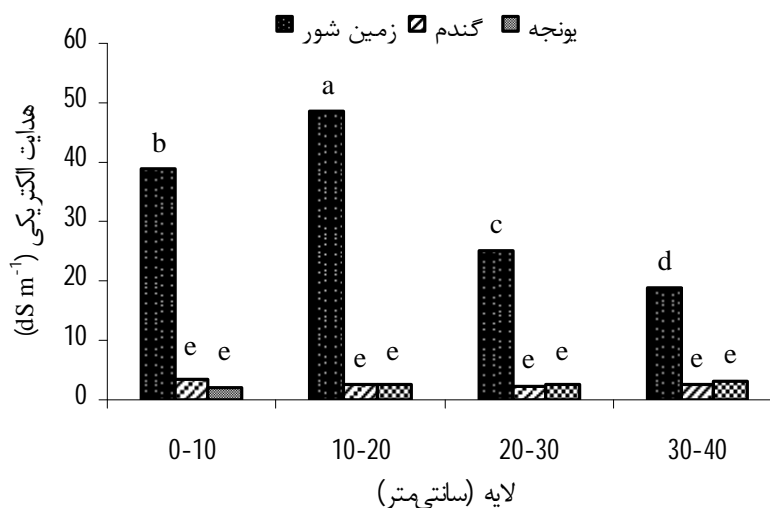 زمین شور گندم یونجه
هدایت الکتریکی (dS m⁻¹)
60
50
40
30
20
10
0
b
e
e
a
e
e
c
e
e
d
e
e
0-10 10-20 20-30 30-40
لایه (سانتی‌متر)